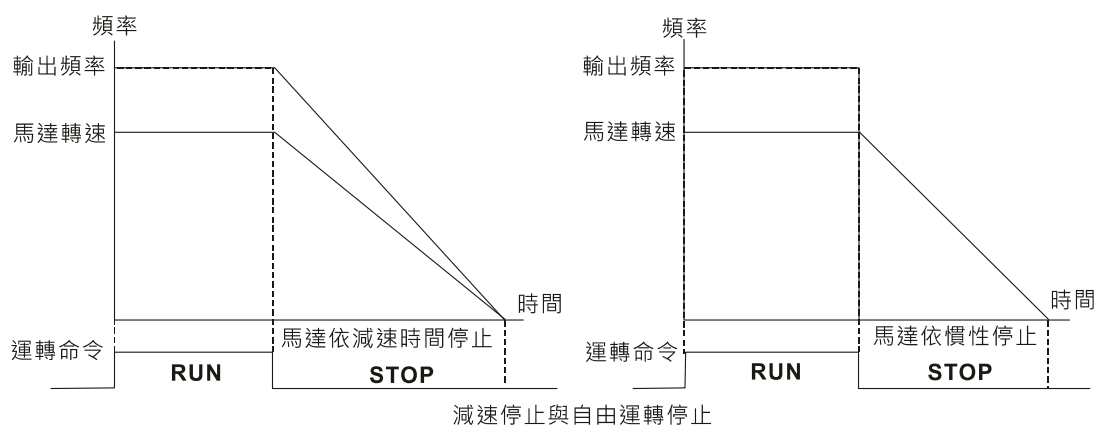 頻率
輸出頻率
馬達轉速
時間
馬達依減速時間停止
運轉命令
RUN
STOP
頻率
輸出頻率
馬達轉速
時間
馬達依慣性停止
運轉命令
RUN
STOP
減速停止與自由運轉停止